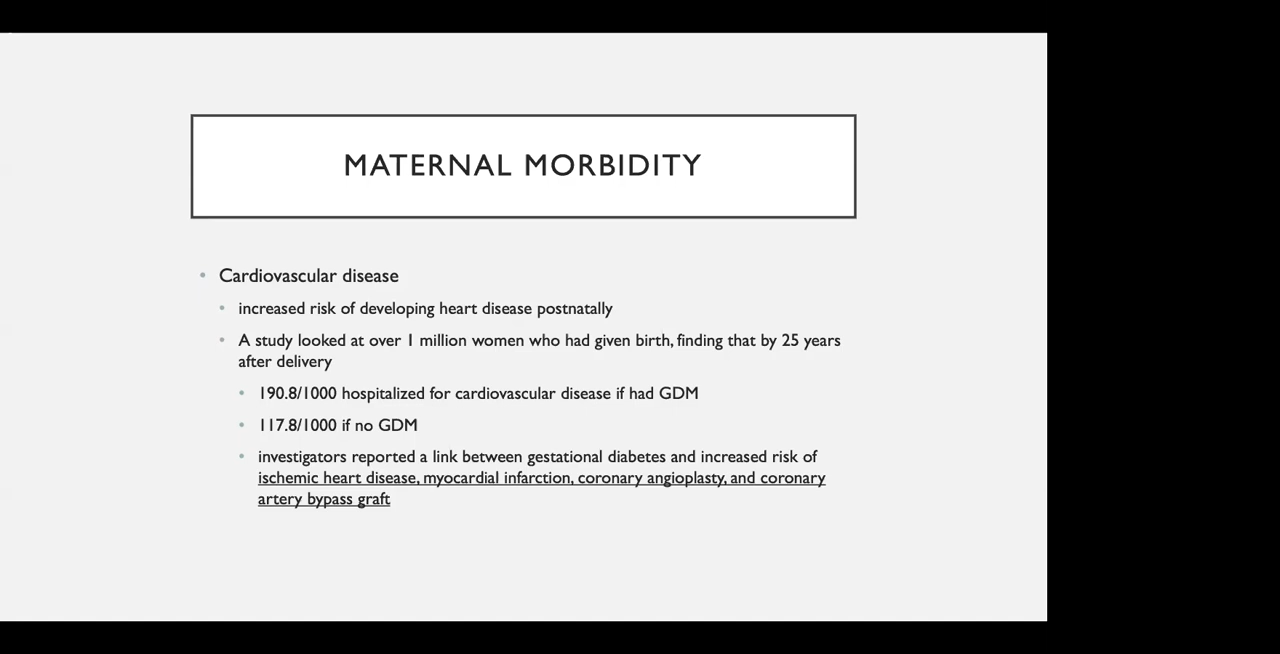 MATERNAL MORBIDITY
• Cardiovascular disease
• increased risk of developing heart disease postnatally
• A study looked at over 1 million women who had given birth, finding that by 25 years
after delivery
• 190.8/1000 hospitalized for cardiovascular disease if had GDM
• 117.8/1000 if no GDM
• investigators reported a link between gestational diabetes and increased risk of
ischemic heart disease, myocardial infarction, coronary angioplasty, and coronary
artery bypass graft